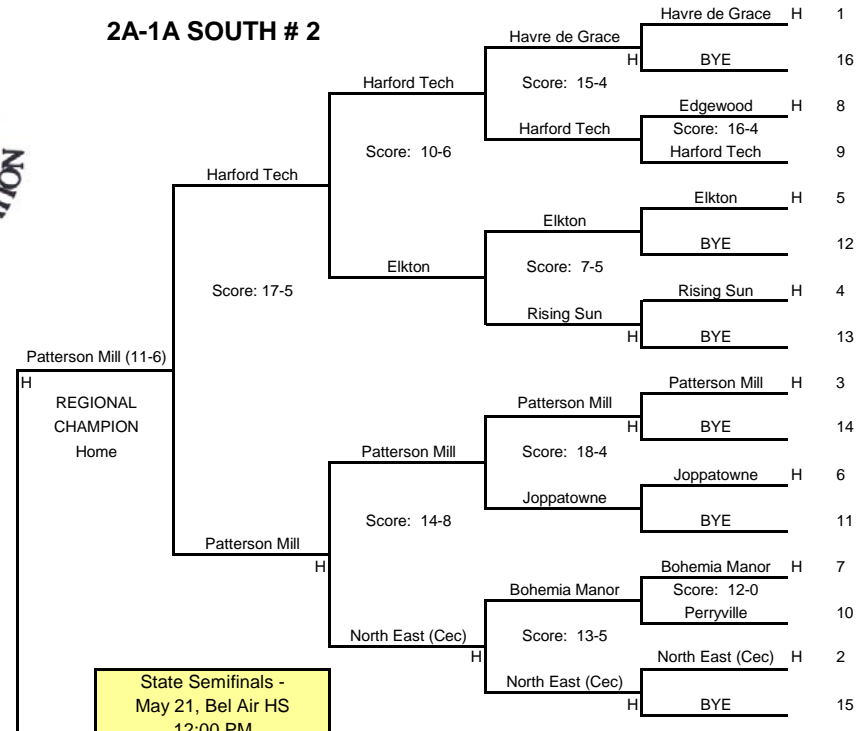 2A-1A SOUTH # 2
Havre de Grace H 1
Havre de Grace
H BYE 16
Harford Tech Score: 15-4
Edgewood H 8
Harford Tech Score: 16-4
Score: 10-6 Harford Tech 9
Harford Tech
Elkton H 5
Elkton
BYE 12
Elkton Score: 7-5
Score: 17-5 Rising Sun H 4
Rising Sun
H BYE 13
Patterson Mill (11-6)
H Patterson Mill H 3
REGIONAL
CHAMPION Patterson Mill
H BYE 14
Home
Patterson Mill Score: 18-4
Joppatowne H 6
Joppatowne
Score: 14-8 BYE 11
Patterson Mill
H Bohemia Manor H 7
Bohemia Manor Score: 12-0
Perryville 10
North East (Cec) Score: 13-5
H North East (Cec) H 2
North East (Cec)
H BYE 15
State Semifinals -
May 21, Bel Air HS
12:00 PM